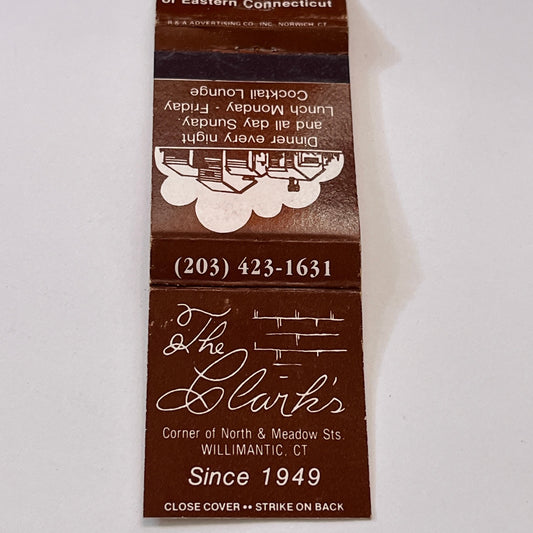 of Eastern Connecticut
R & A ADVERTISING CO., INC. NORWICH, CT
Dinner every night
and all day Sunday.
Lunch Monday - Friday
Cocktail Lounge
(203) 423-1631
The
Clark's
Corner of North & Meadow Sts.
WILLIMANTIC, CT
Since 1949
CLOSE COVER •• STRIKE ON BACK